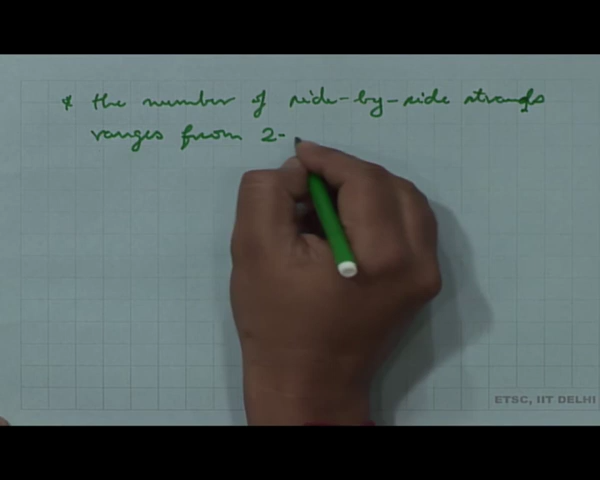 * the number of side-by-side strands
ranges from 2-
ETSC, IIT DELHI